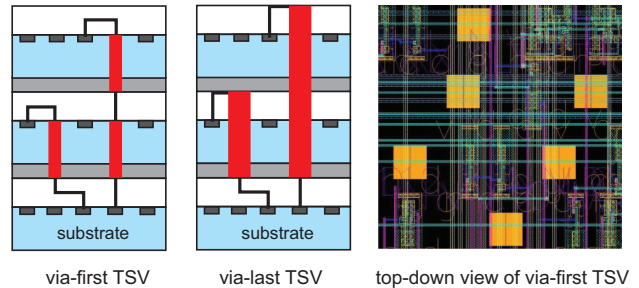 substrate
substrate
via-first TSV
via-last TSV
top-down view of via-first TSV